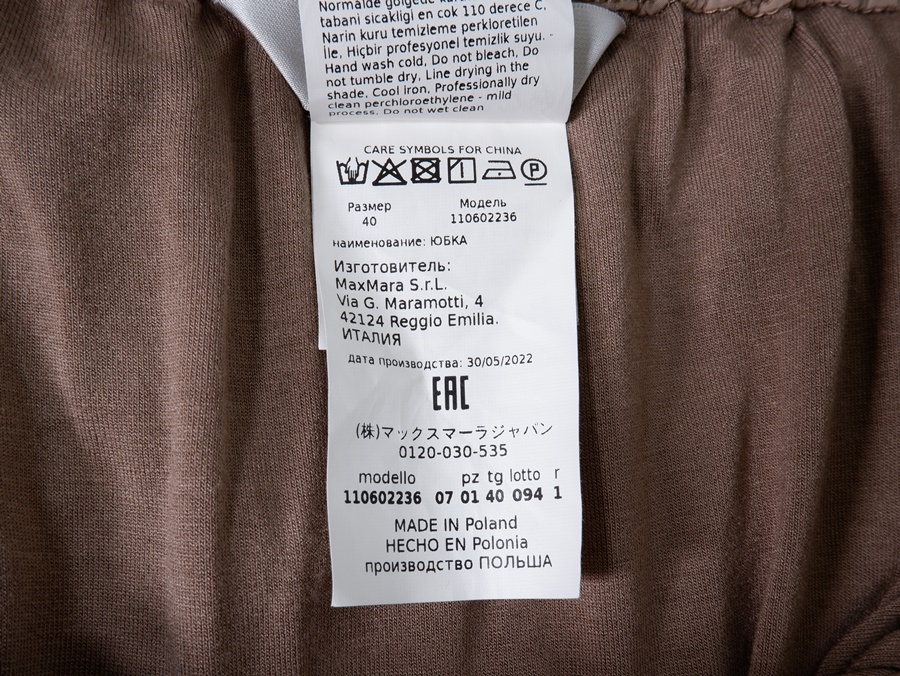 Normalde gölgede
tabani sicakligi en cok 110 derece C,
Narin kuru temizleme perkloretilen
İle, Hiçbir profesyonel temizlik suyu. -
Hand wash cold, Do not bleach, Do
not tumble dry, Line drying in the
shade, Cool iron, Professionally dry
clean perchloroethylene - mild
process, Do not wet clean
CARE SYMBOLS FOR CHINA
P
Размер Модель
40 110602236
наименование: ЮБКА
Изготовитель:
MaxMara S.r.L.
Via G. Maramotti, 4
42124 Reggio Emilia.
ИТАЛИЯ
дата производства: 30/05/2022
EAC
(株)マックスマーラジャパン
0120-030-535
modello pz tg lotto r
110602236 07 01 40 094 1
MADE IN Poland
HECHO EN Polonia
производство ПОЛЬША